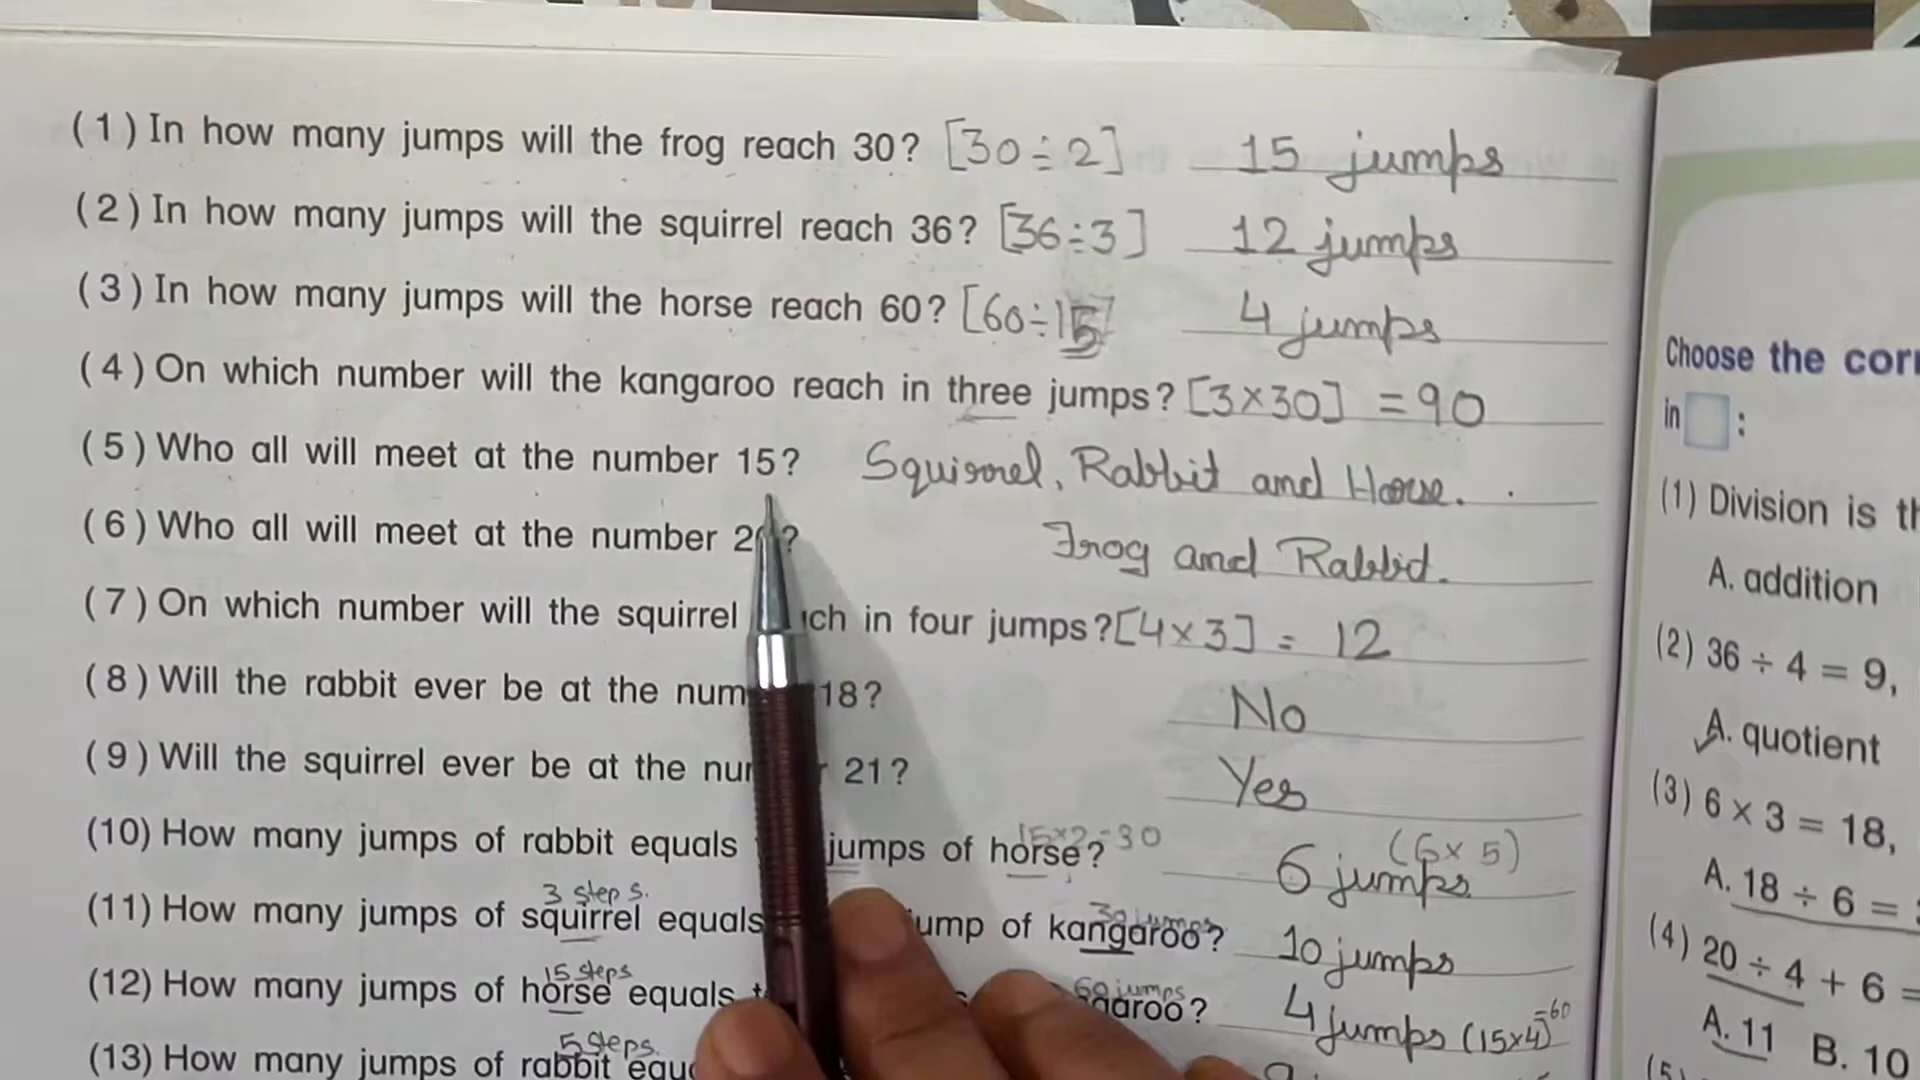 (1) In how many jumps will the frog reach 30? [30÷2] 15 jumps
(2) In how many jumps will the squirrel reach 36? [36÷3] 12 jumps
(3) In how many jumps will the horse reach 60? [60÷15] 4 jumps
(4) On which number will the kangaroo reach in three jumps? [3×30] = 90
(5) Who all will meet at the number 15? Squirrel, Rabbit and Horse.
(6) Who all will meet at the number ? Frog and Rabbit.
(7) On which number will the squirrel in four jumps? [4×3] = 12
(8) Will the rabbit ever be at the 18? No
(9) Will the squirrel ever be at the 21? Yes
15×2=30 (6×5)
(10) How many jumps of rabbit equals jumps of horse? 6 jumps
3 steps. 30 jumps
(11) How many jumps of squirrel equals jump of kangaroo? 10 jumps
15 steps 60 jumps =60
(12) How many jumps of horse equals 4 jumps (15×4)
5 steps.
(13) How many jumps of rabbit
Choose the
in :
(1) Division is
A. addition
(2) 36 ÷ 4 = 9,
A. quotient
(3) 6 × 3 = 18,
A. 18 ÷ 6 =
(4) 20 ÷ 4 + 6 =
A. 11 B. 10
(5)